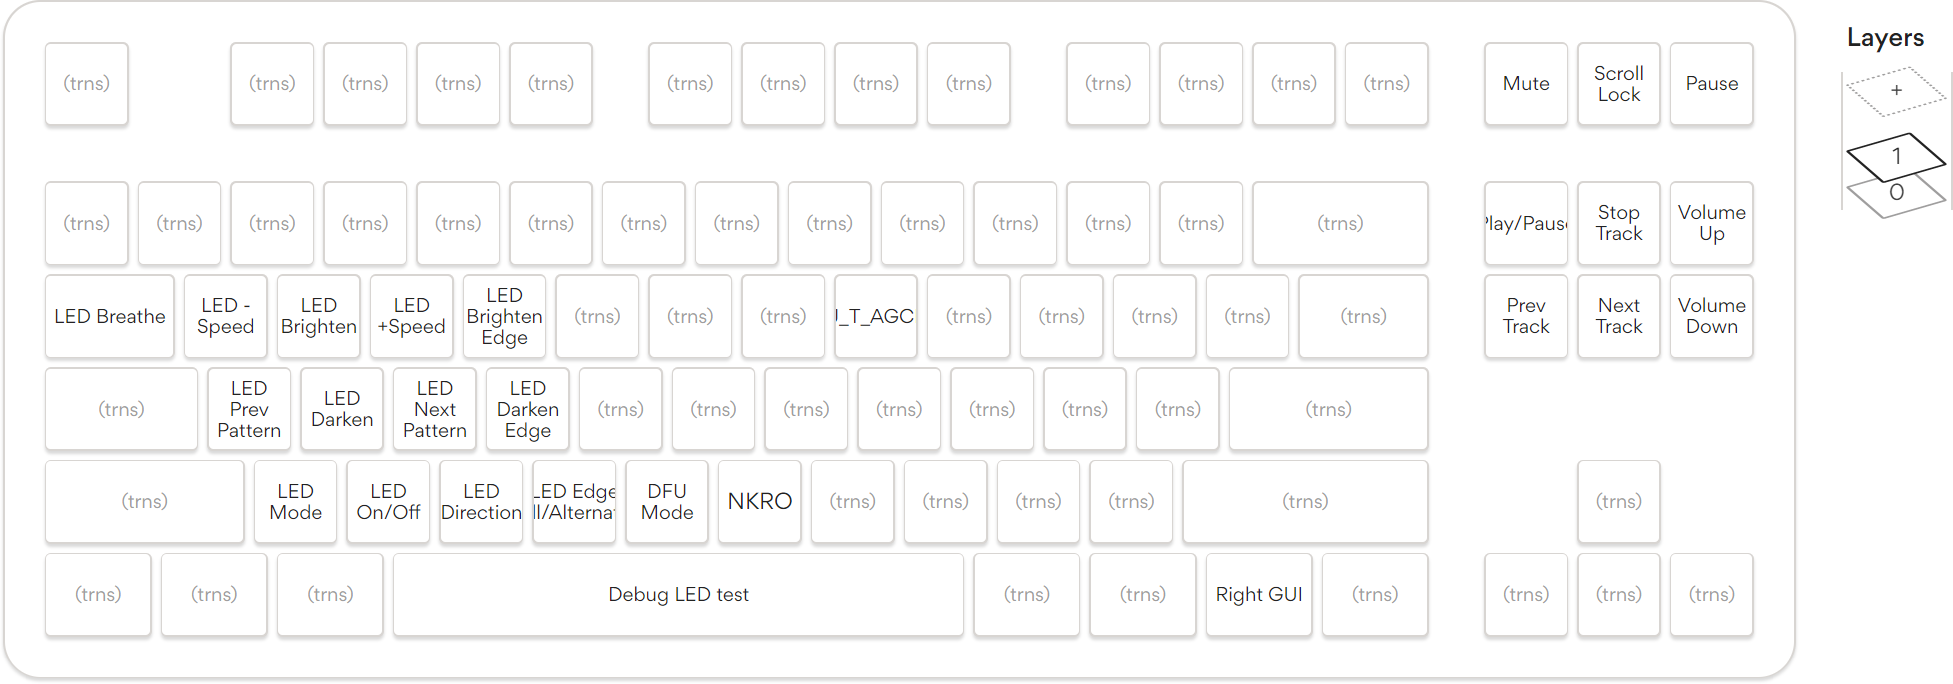 (trns) (trns) (trns) (trns) (trns) (trns) (trns) (trns) (trns) (trns) (trns) (trns) (trns) Mute Scroll Lock Pause
Layers
+
1
0
(trns) (trns) (trns) (trns) (trns) (trns) (trns) (trns) (trns) (trns) (trns) (trns) (trns) (trns) Play/Pause Stop Track Volume Up
LED Breathe LED - Speed LED Brighten LED +Speed LED Brighten Edge (trns) (trns) (trns) U_T_AGC (trns) (trns) (trns) (trns) (trns) Prev Track Next Track Volume Down
(trns) LED Prev Pattern LED Darken LED Next Pattern LED Darken Edge (trns) (trns) (trns) (trns) (trns) (trns) (trns) (trns)
(trns) LED Mode LED On/Off LED Direction LED Edge ll/Alterna DFU Mode NKRO (trns) (trns) (trns) (trns) (trns) (trns)
(trns) (trns) (trns) Debug LED test (trns) (trns) Right GUI (trns) (trns) (trns) (trns)